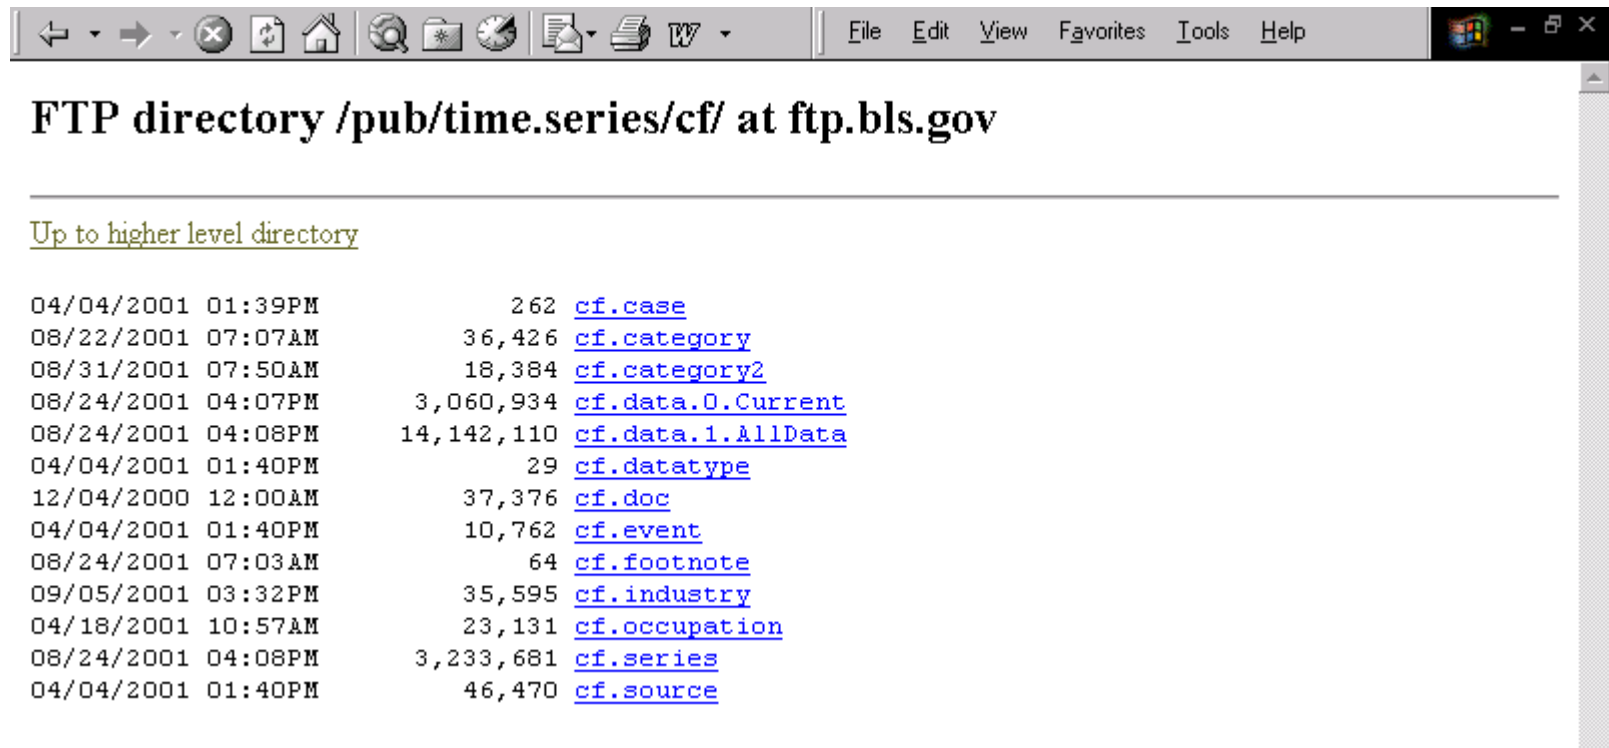 File Edit View Favorites Tools Help
FTP directory /pub/time.series/cf/ at ftp.bls.gov
Up to higher level directory
04/04/2001 01:39PM 262 cf.case
08/22/2001 07:07AM 36,426 cf.category
08/31/2001 07:50AM 18,384 cf.category2
08/24/2001 04:07PM 3,060,934 cf.data.0.Current
08/24/2001 04:08PM 14,142,110 cf.data.1.AllData
04/04/2001 01:40PM 29 cf.datatype
12/04/2000 12:00AM 37,376 cf.doc
04/04/2001 01:40PM 10,762 cf.event
08/24/2001 07:03AM 64 cf.footnote
09/05/2001 03:32PM 35,595 cf.industry
04/18/2001 10:57AM 23,131 cf.occupation
08/24/2001 04:08PM 3,233,681 cf.series
04/04/2001 01:40PM 46,470 cf.source